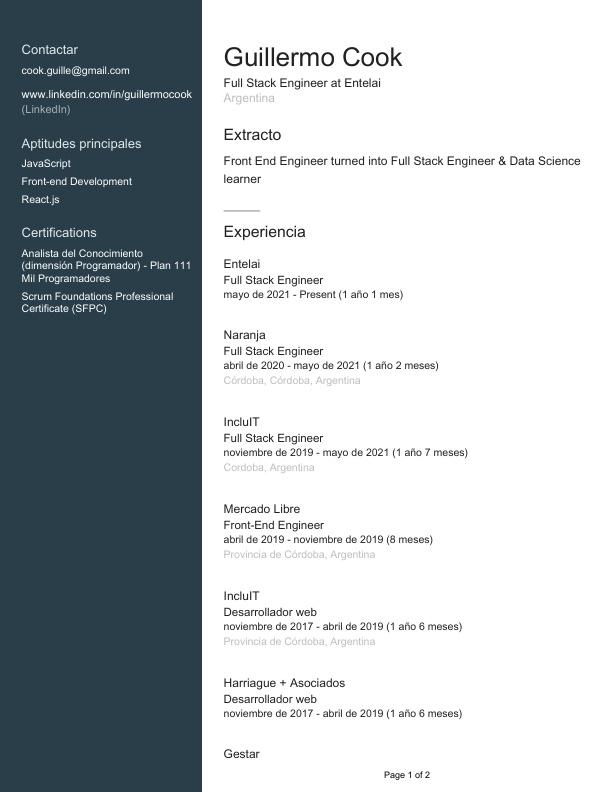 Contactar
cook.guille@gmail.com
www.linkedin.com/in/guillermocook
(LinkedIn)
Aptitudes principales
JavaScript
Front-end Development
React.js
Certifications
Analista del Conocimiento
(dimensión Programador) - Plan 111
Mil Programadores
Scrum Foundations Professional
Certificate (SFPC)
Guillermo Cook
Full Stack Engineer at Entelai
Argentina
Extracto
Front End Engineer turned into Full Stack Engineer & Data Science
learner
Experiencia
Entelai
Full Stack Engineer
mayo de 2021 - Present (1 año 1 mes)
Naranja
Full Stack Engineer
abril de 2020 - mayo de 2021 (1 año 2 meses)
Córdoba, Córdoba, Argentina
IncluIT
Full Stack Engineer
noviembre de 2019 - mayo de 2021 (1 año 7 meses)
Cordoba, Argentina
Mercado Libre
Front-End Engineer
abril de 2019 - noviembre de 2019 (8 meses)
Provincia de Córdoba, Argentina
IncluIT
Desarrollador web
noviembre de 2017 - abril de 2019 (1 año 6 meses)
Provincia de Córdoba, Argentina
Harriague + Asociados
Desarrollador web
noviembre de 2017 - abril de 2019 (1 año 6 meses)
Gestar
Page 1 of 2